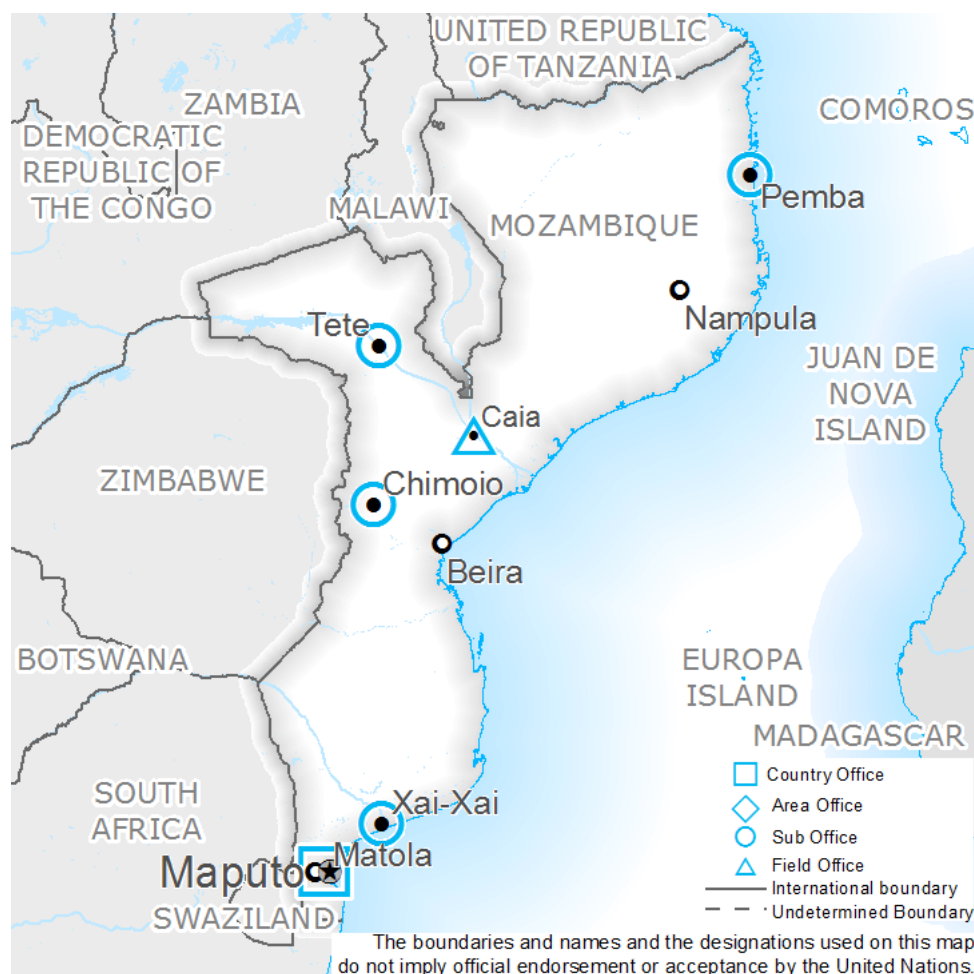 UNITED REPUBLIC
OF TANZANIA
ZAMBIA
COMOROS
DEMOCRATIC
REPUBLIC OF
THE CONGO
MALAWI
Pemba
MOZAMBIQUE
Nampula
Tete
JUAN DE
NOVA
ISLAND
Caia
ZIMBABWE
Chimoio
Beira
BOTSWANA
EUROPA
ISLAND
MADAGASCAR
SOUTH
AFRICA
Xai-Xai
Matola
Maputo
SWAZILAND
Country Office
Area Office
Sub Office
Field Office
International boundary
Undetermined Boundary
The boundaries and names and the designations used on this map
do not imply official endorsement or acceptance by the United Nations